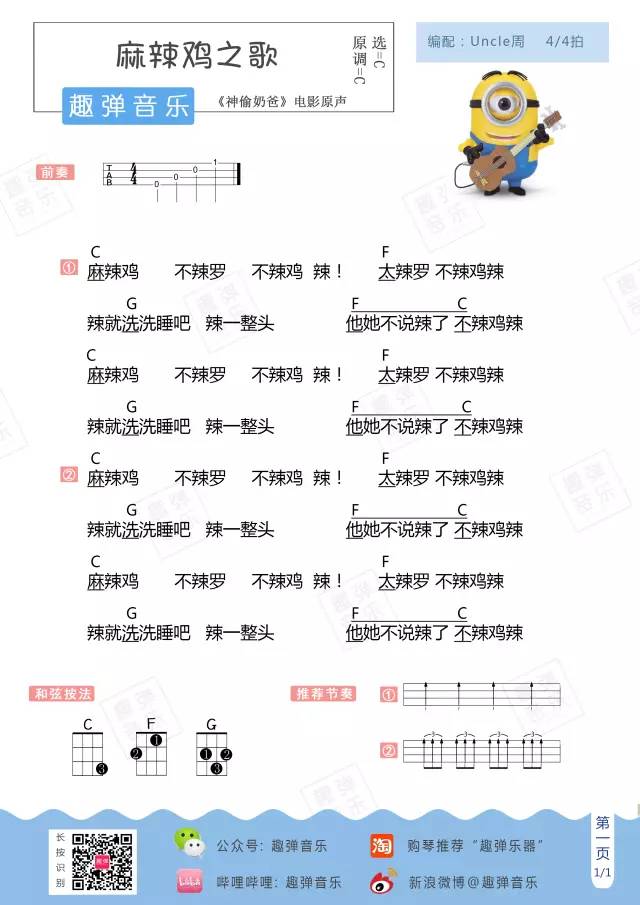 麻辣鸡之歌
选=C
原调=C
趣弹音乐
《神偷奶爸》电影原声
编配：Uncle周 4/4拍
前奏
T A B 4/4 0 0 0 1
C F
① 麻辣鸡 不辣罗 不辣鸡 辣！ 太辣罗 不辣鸡辣
G F C
辣就洗洗睡吧 辣一整头 他她不说辣了 不辣鸡辣
C F
麻辣鸡 不辣罗 不辣鸡 辣！ 太辣罗 不辣鸡辣
G F C
辣就洗洗睡吧 辣一整头 他她不说辣了 不辣鸡辣
C F
② 麻辣鸡 不辣罗 不辣鸡 辣！ 太辣罗 不辣鸡辣
G F C
辣就洗洗睡吧 辣一整头 他她不说辣了 不辣鸡辣
C F
麻辣鸡 不辣罗 不辣鸡 辣！ 太辣罗 不辣鸡辣
G F C
辣就洗洗睡吧 辣一整头 他她不说辣了 不辣鸡辣
和弦按法
C F G
3 2 1 1 2 3
推荐节奏
①
② 3 3 3 3
长按识别
趣弹
公众号: 趣弹音乐
淘 购琴推荐“趣弹乐器”
哔哩哔哩: 趣弹音乐
新浪微博@趣弹音乐
第一页
1/1